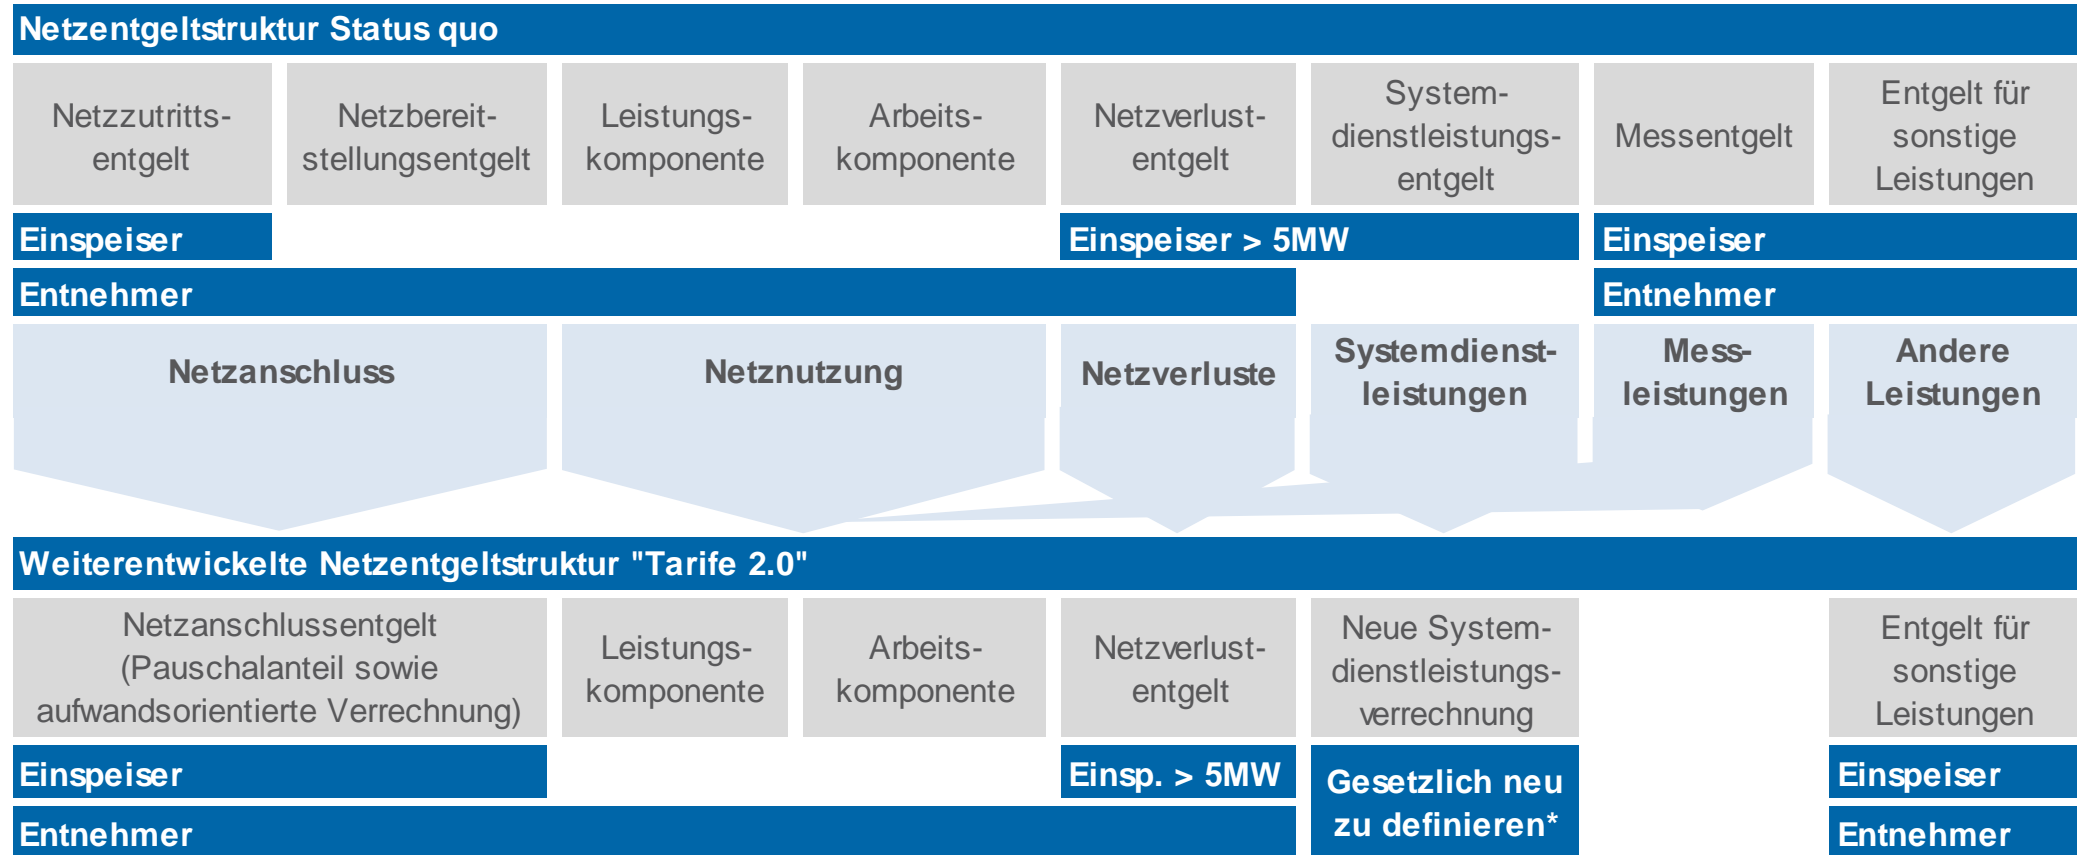 Netzentgeltstruktur Status quo
Netzzutritts-
entgelt
Netzbereit-
stellungsentgelt
Leistungs-
komponente
Arbeits-
komponente
Netzverlust-
entgelt
System-
dienstleistungs-
entgelt
Messentgelt
Entgelt für
sonstige
Leistungen
Einspeiser
Einspeiser > 5MW
Einspeiser
Entnehmer
Entnehmer
Netzanschluss
Netznutzung
Netzverluste
Systemdienst-
leistungen
Mess-
leistungen
Andere
Leistungen
Weiterentwickelte Netzentgeltstruktur "Tarife 2.0"
Netzanschlussentgelt
(Pauschalanteil sowie
aufwandsorientierte Verrechnung)
Leistungs-
komponente
Arbeits-
komponente
Netzverlust-
entgelt
Neue System-
dienstleistungs-
verrechnung
Entgelt für
sonstige
Leistungen
Einspeiser
Einsp. > 5MW
Gesetzlich neu
zu definieren*
Einspeiser
Entnehmer
Entnehmer